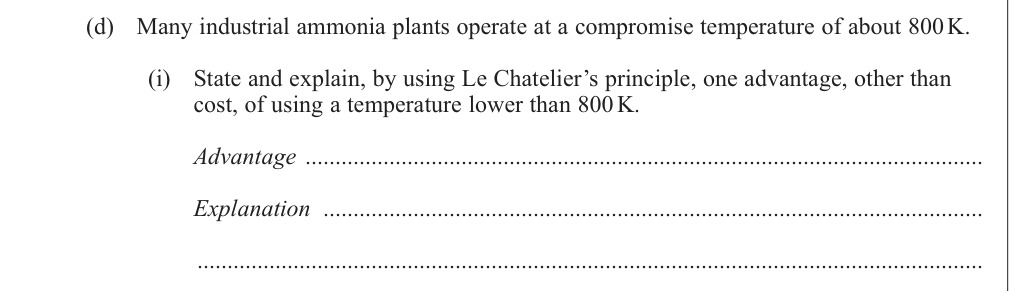 (d) Many industrial ammonia plants operate at a compromise temperature of about 800 K.
(i) State and explain, by using Le Chatelier’s principle, one advantage, other than
cost, of using a temperature lower than 800 K.
Advantage ..................................................................................................................
Explanation ...............................................................................................................
....................................................................................................................................